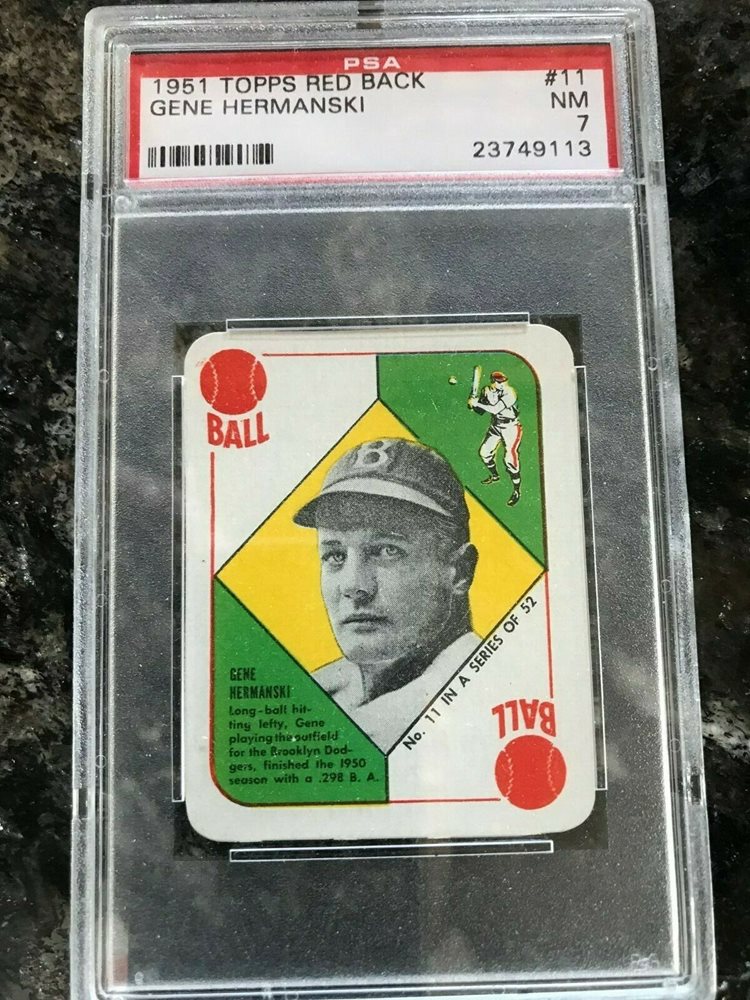 PSA
1951 TOPPS RED BACK #11
GENE HERMANSKI NM
7
23749113
BALL
B
GENE
HERMANSKI
Long-ball hit-
ting lefty, Gene
playing the outfield
for the Brooklyn Dod-
gers, finished the 1950
season with a .298 B. A.
No. 11 IN A SERIES OF 52
BALL
PSA